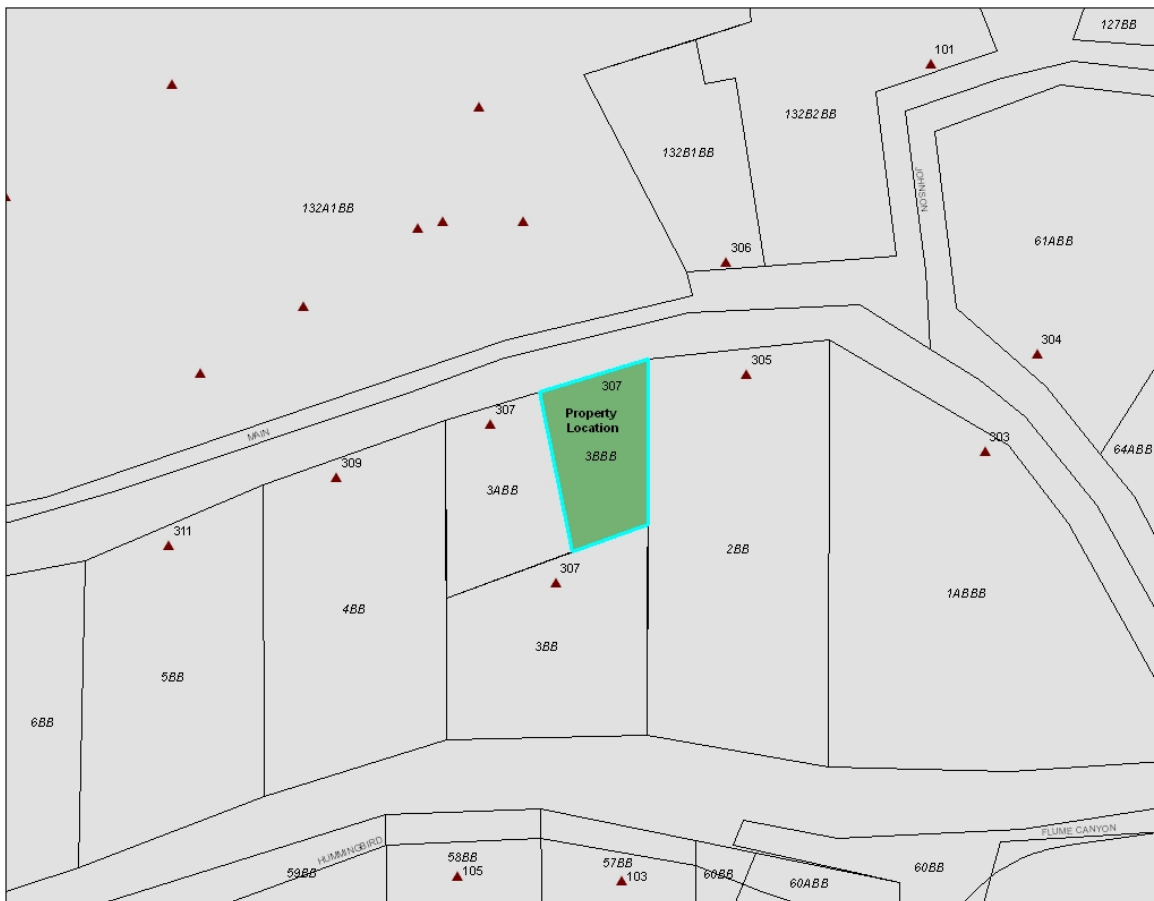 127BB
101
132B2BB
132B1BB
JOHNSON
132A1BB
61ABB
306
304
305
307
307
Property
Location
MAIN
303
64ABB
3BBB
309
3ABB
311
2BB
307
1ABBB
4BB
3BB
5BB
6BB
FLUME CANYON
HUMMINGBIRD
58BB
57BB
60BB
59BB
105
103
60BB
60ABB